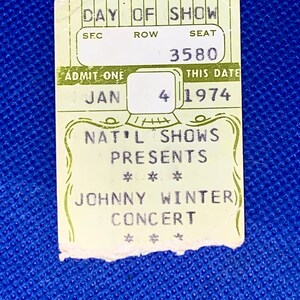 DAY OF SHOW
SEC ROW SEAT
3580
ADMIT ONE THIS DATE
JAN 4 1974
NAT'L SHOWS
PRESENTS
* * *
JOHNNY WINTER
CONCERT
* * *